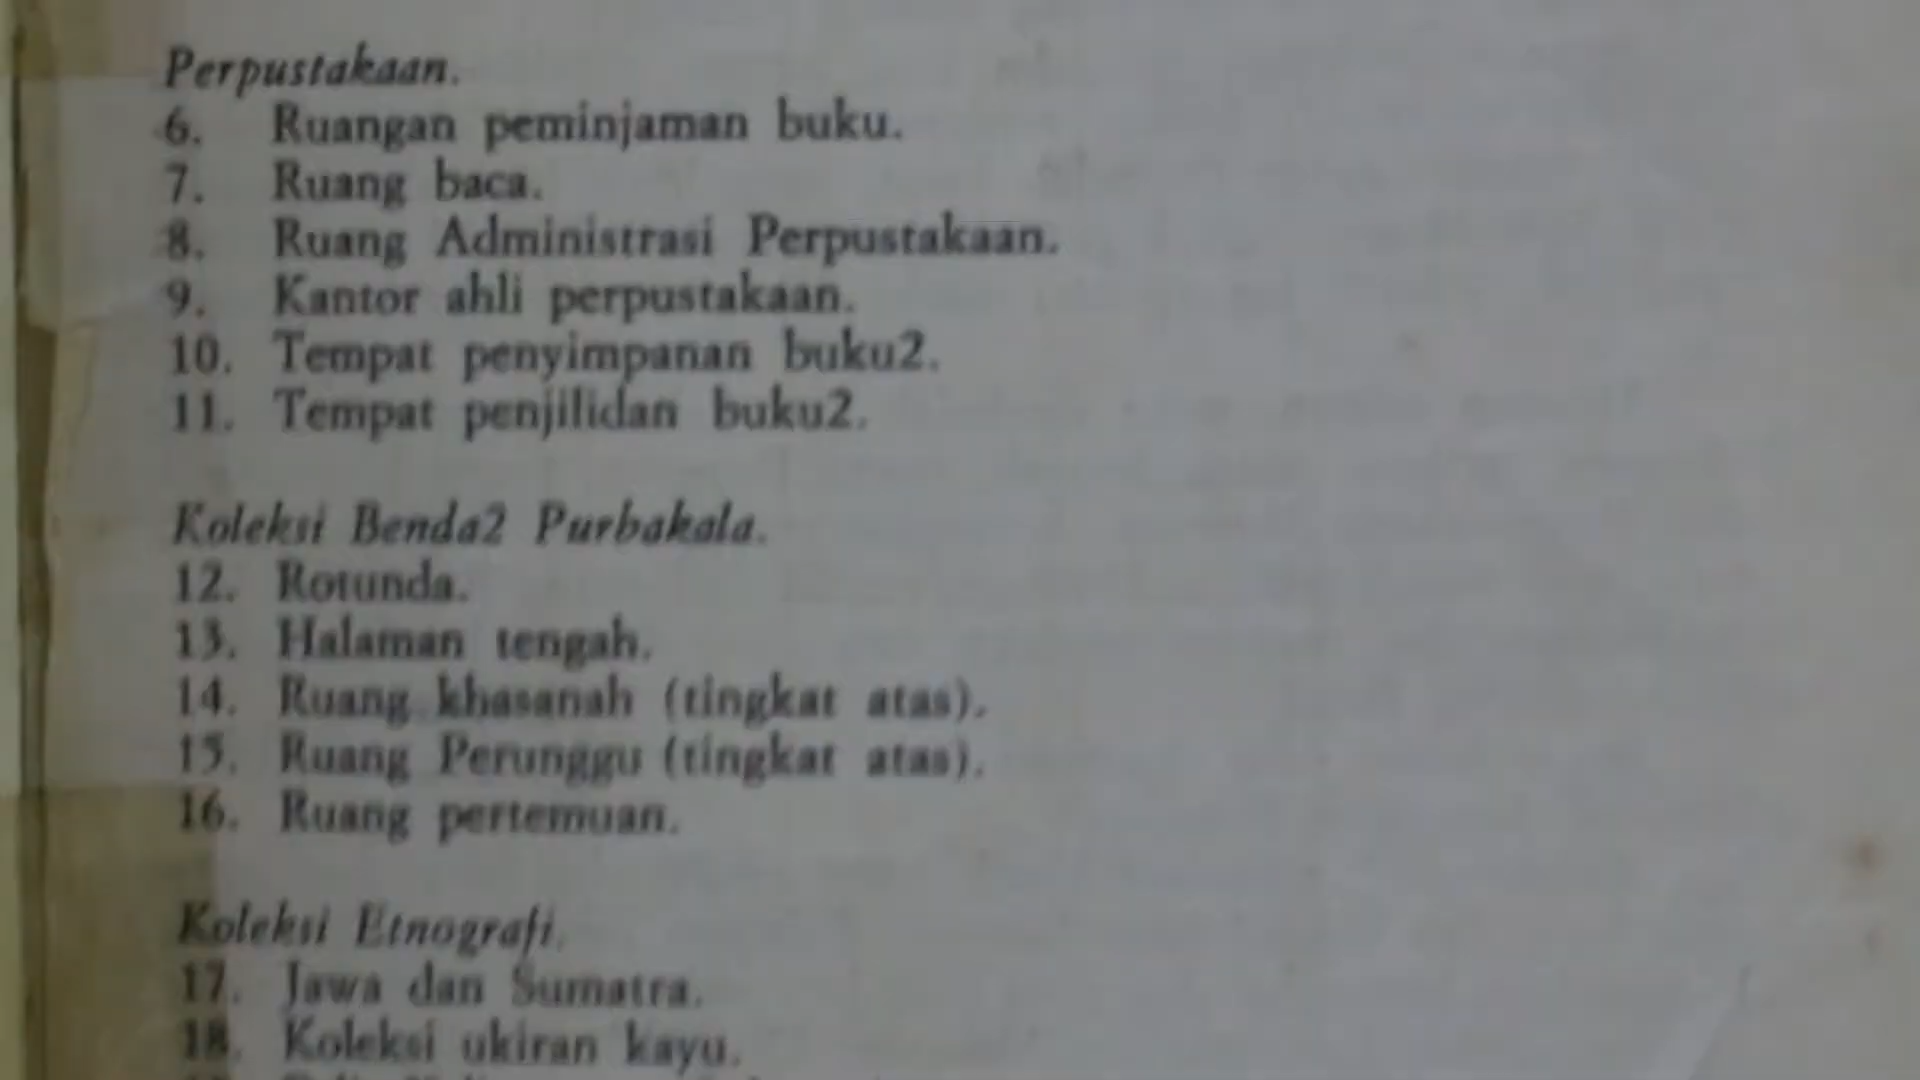 Perpustakaan.
6. Ruangan peminjaman buku.
7. Ruang baca.
8. Ruang Administrasi Perpustakaan.
9. Kantor ahli perpustakaan.
10. Tempat penyimpanan buku2.
11. Tempat penjilidan buku2.
Koleksi Benda2 Purbakala.
12. Rotunda.
13. Halaman tengah.
14. Ruang khasanah (tingkat atas).
15. Ruang Perunggu (tingkat atas).
16. Ruang pertemuan.
Koleksi Etnografi.
17. Jawa dan Sumatra.
18. Koleksi ukiran kayu.